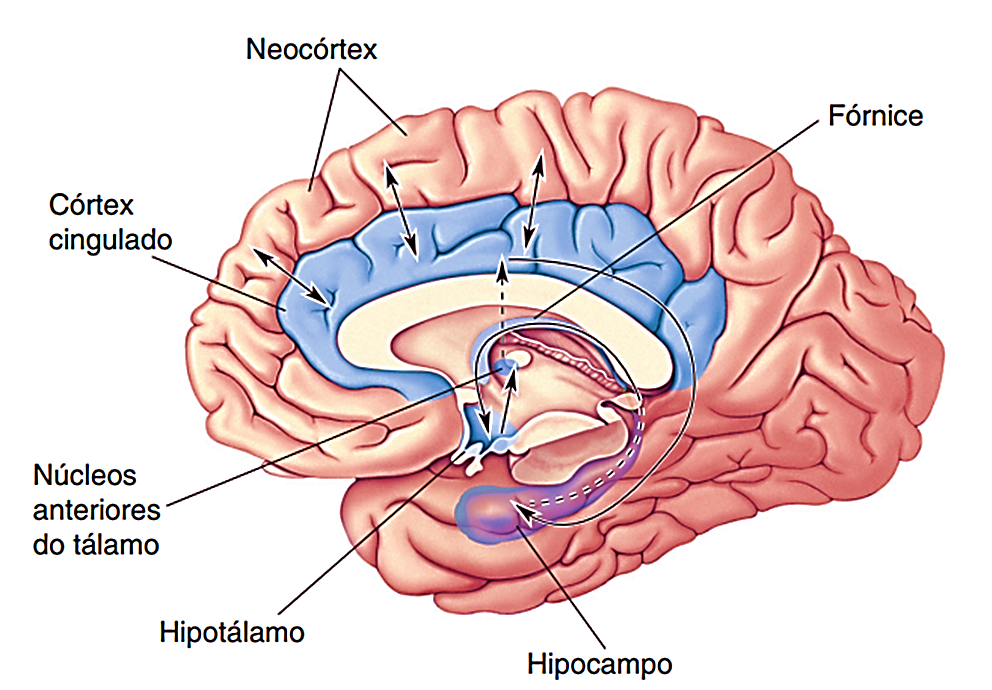 Neocórtex
Fórnice
Córtex
cingulado
Núcleos
anteriores
do tálamo
Hipotálamo
Hipocampo